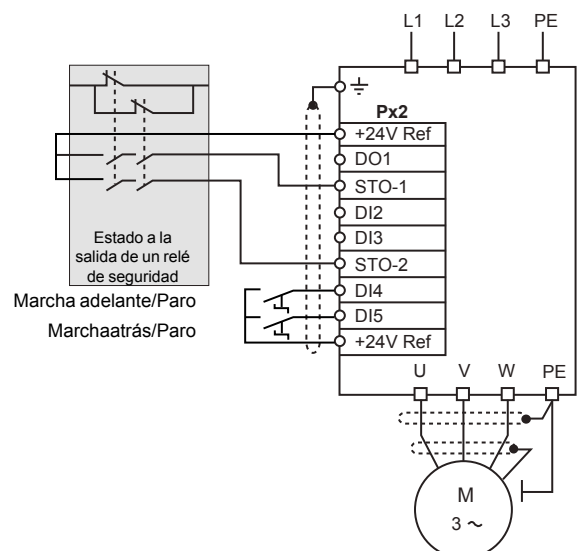 L1 L2 L3 PE
Px2
+24V Ref
DO1
STO-1
DI2
DI3
STO-2
DI4
DI5
+24V Ref
Estado a la
salida de un relé
de seguridad
Marcha adelante/Paro
Marchaatrás/Paro
U V W PE
M
3 ~